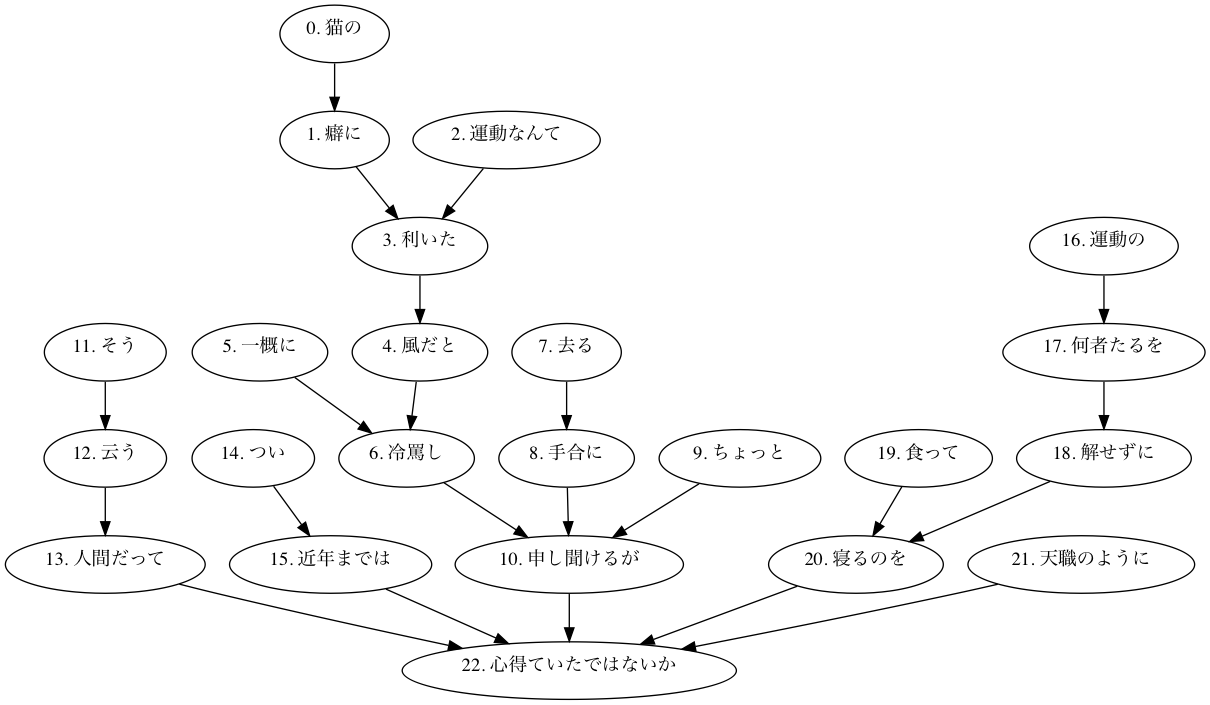 0. 猫の
1. 癖に
2. 運動なんて
3. 利いた
16. 運動の
11. そう
5. 一概に
4. 風だと
7. 去る
17. 何者たるを
12. 云う
14. つい
6. 冷罵し
8. 手合に
9. ちょっと
19. 食って
18. 解せずに
13. 人間だって
15. 近年までは
10. 申し聞けるが
20. 寝るのを
21. 天職のように
22. 心得ていたではないか